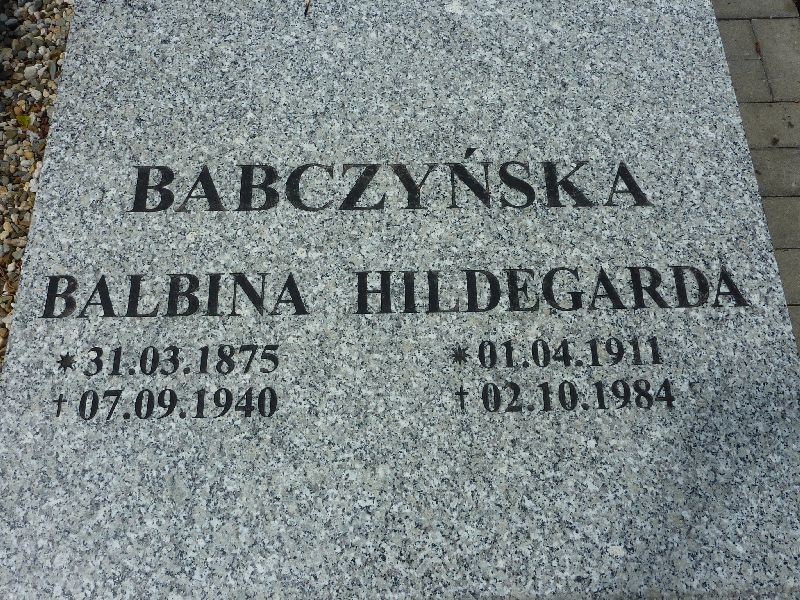 BABCZYŃSKA
BALBINA HILDEGARDA
* 31.03.1875 * 01.04.1911
† 07.09.1940 † 02.10.1984